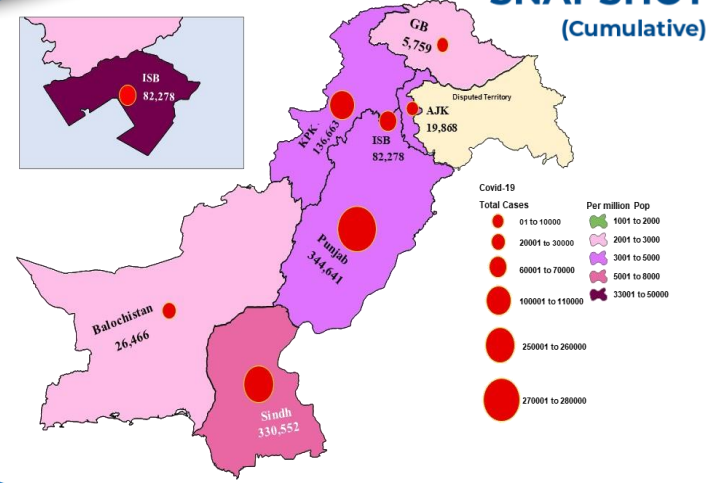 SNAPSHOT
(Cumulative)
GB
5,759
ISB
82,278
Disputed Territory
AJK
19,868
KPK
136,663
ISB
82,278
Punjab
344,641
Balochistan
26,466
Sindh
330,552
Covid-19
Total Cases
01 to 10000
20001 to 30000
60001 to 70000
100001 to 110000
250001 to 260000
270001 to 280000
Per million Pop
1001 to 2000
2001 to 3000
3001 to 5000
5001 to 8000
33001 to 50000